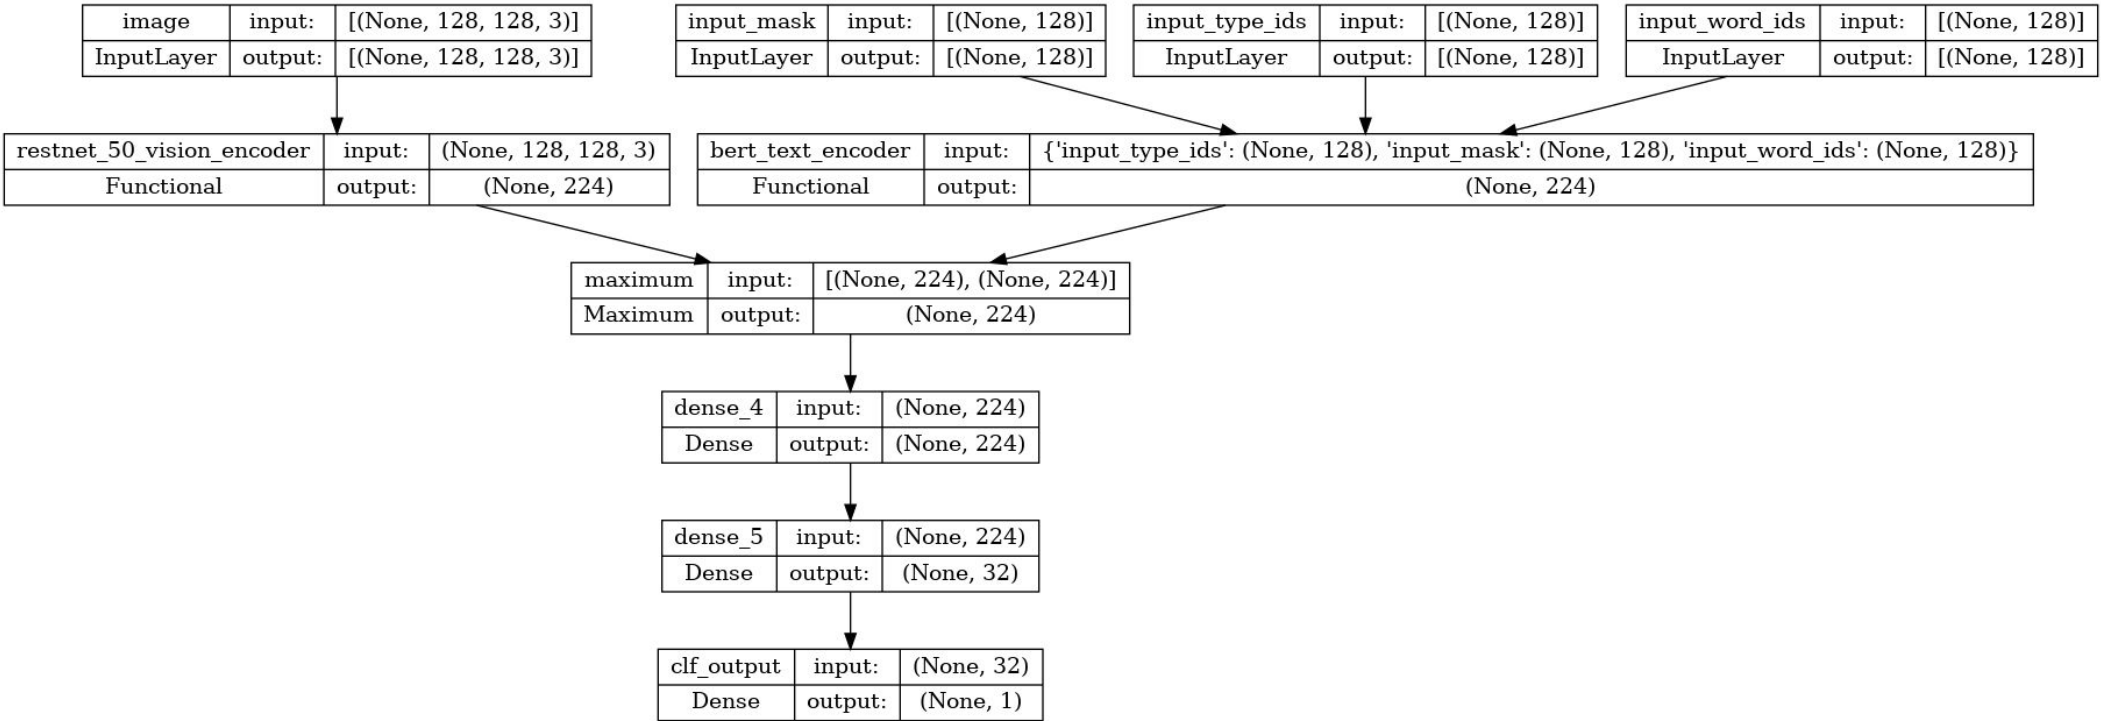 image input: [(None, 128, 128, 3)]
InputLayer output: [(None, 128, 128, 3)]
input_mask input: [(None, 128)]
InputLayer output: [(None, 128)]
input_type_ids input: [(None, 128)]
InputLayer output: [(None, 128)]
input_word_ids input: [(None, 128)]
InputLayer output: [(None, 128)]
restnet_50_vision_encoder input: (None, 128, 128, 3)
Functional output: (None, 224)
bert_text_encoder input: {'input_type_ids': (None, 128), 'input_mask': (None, 128), 'input_word_ids': (None, 128)}
Functional output: (None, 224)
maximum input: [(None, 224), (None, 224)]
Maximum output: (None, 224)
dense_4 input: (None, 224)
Dense output: (None, 224)
dense_5 input: (None, 224)
Dense output: (None, 32)
clf_output input: (None, 32)
Dense output: (None, 1)